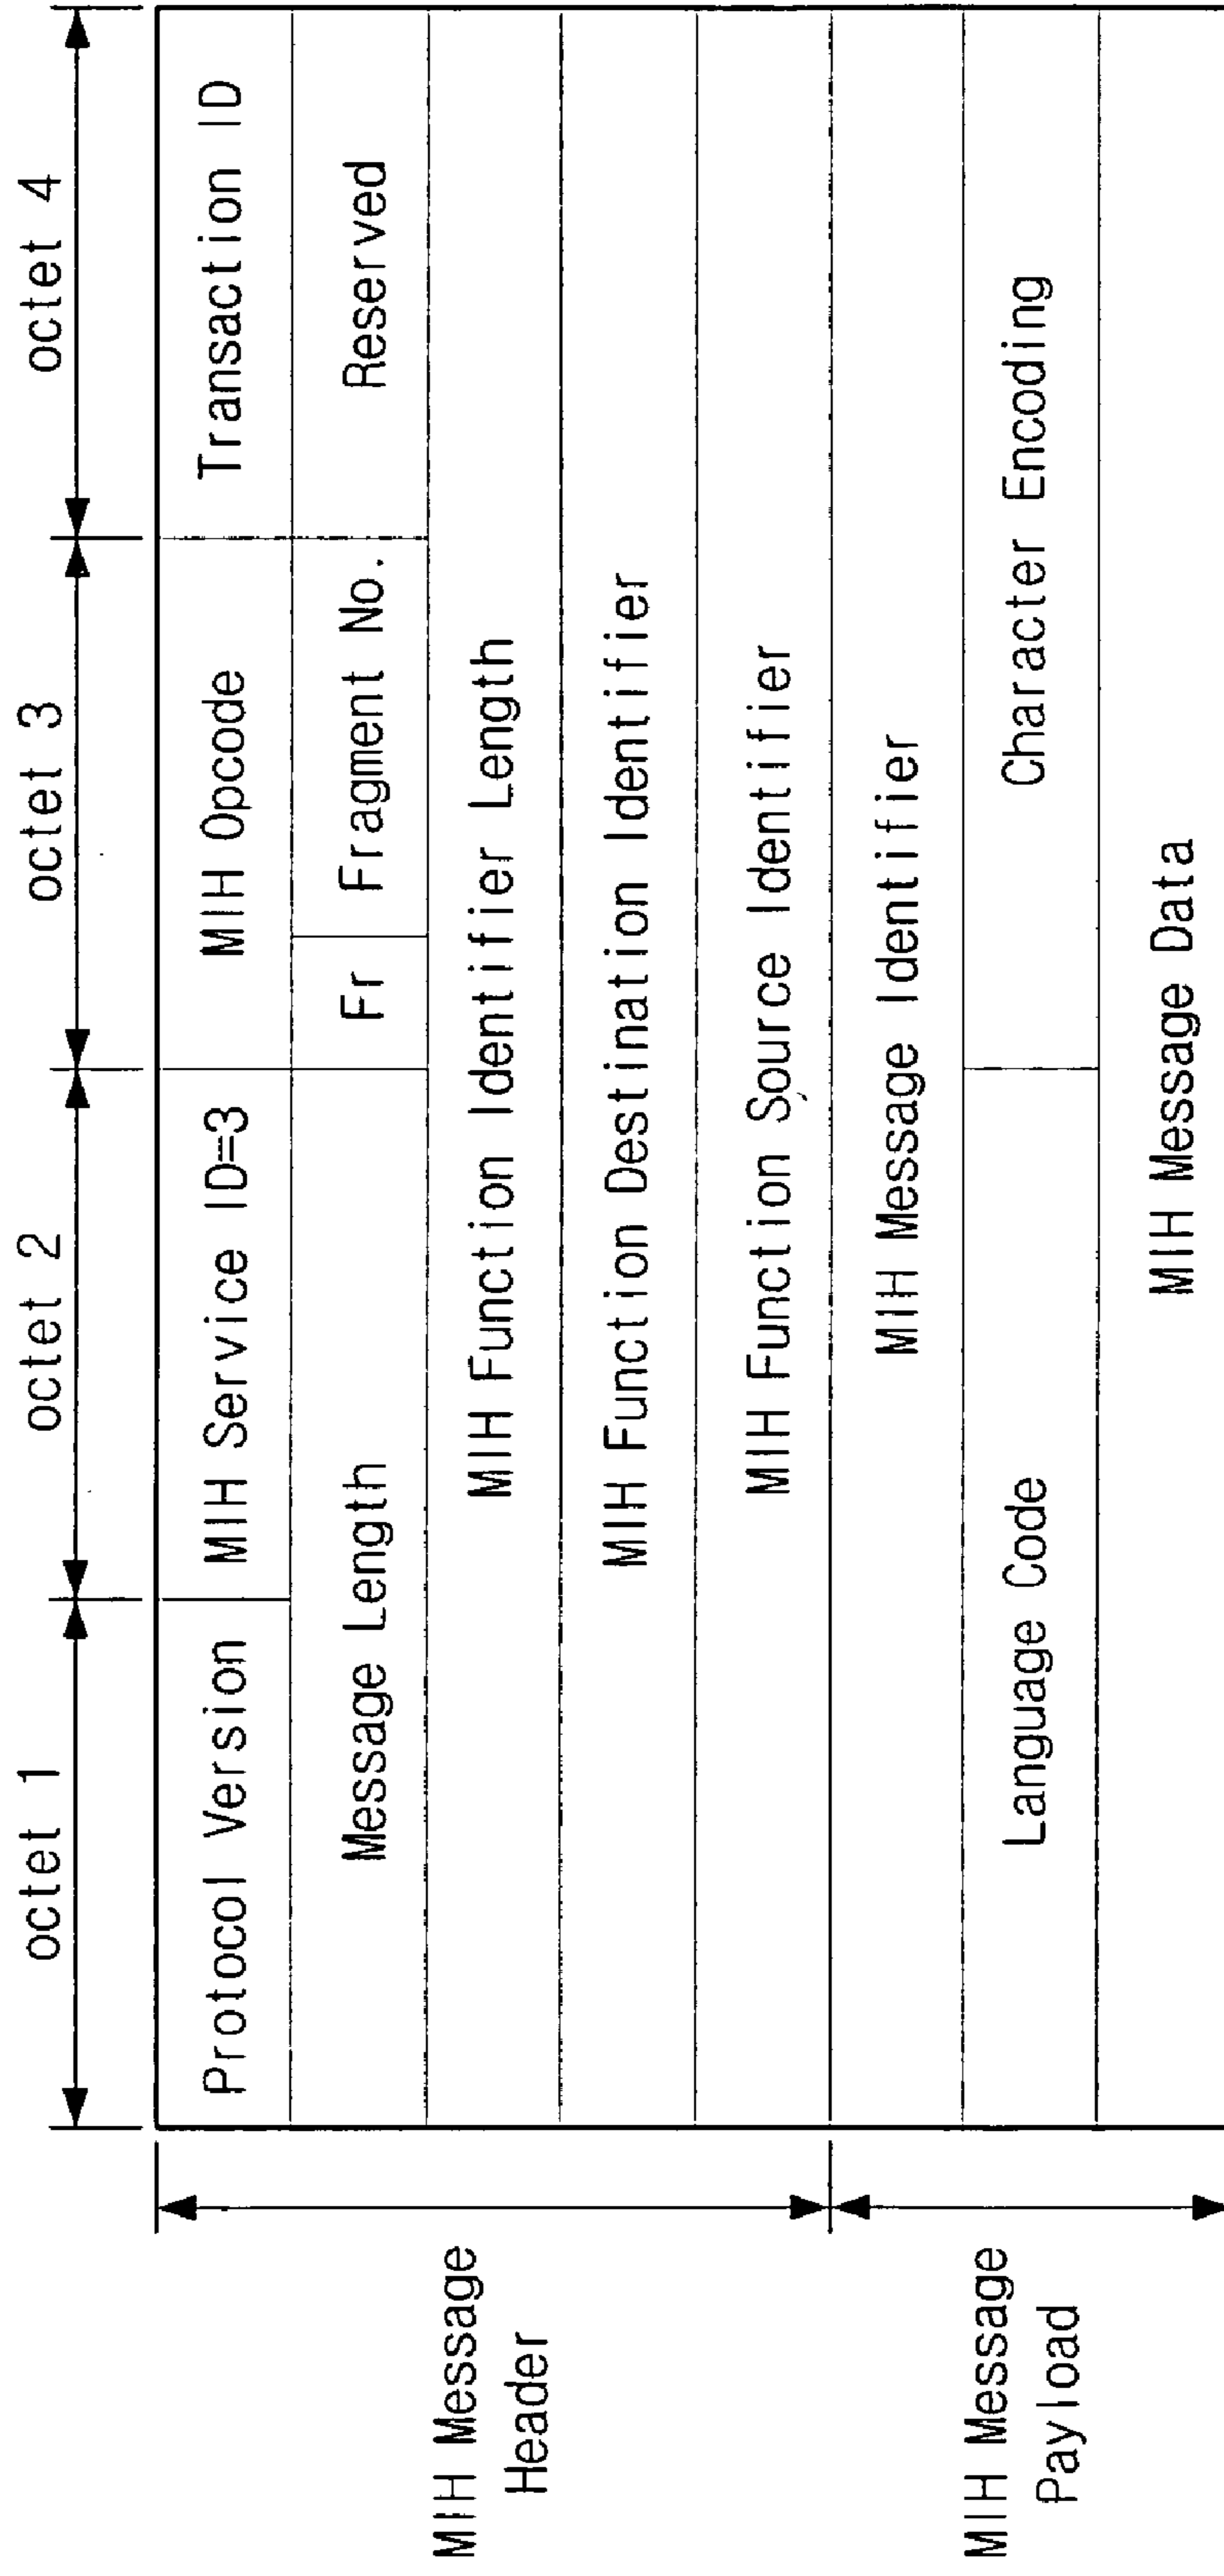 octet 1
octet 2
octet 3
octet 4
Protocol Version
MIH Service ID=3
MIH Opcode
Transaction ID
Message Length
Fr
Fragment No.
Reserved
MIH Message
Header
MIH Function Identifier Length
MIH Function Destination Identifier
MIH Function Source Identifier
MIH Message Identifier
MIH Message
Payload
Language Code
Character Encoding
MIH Message Data